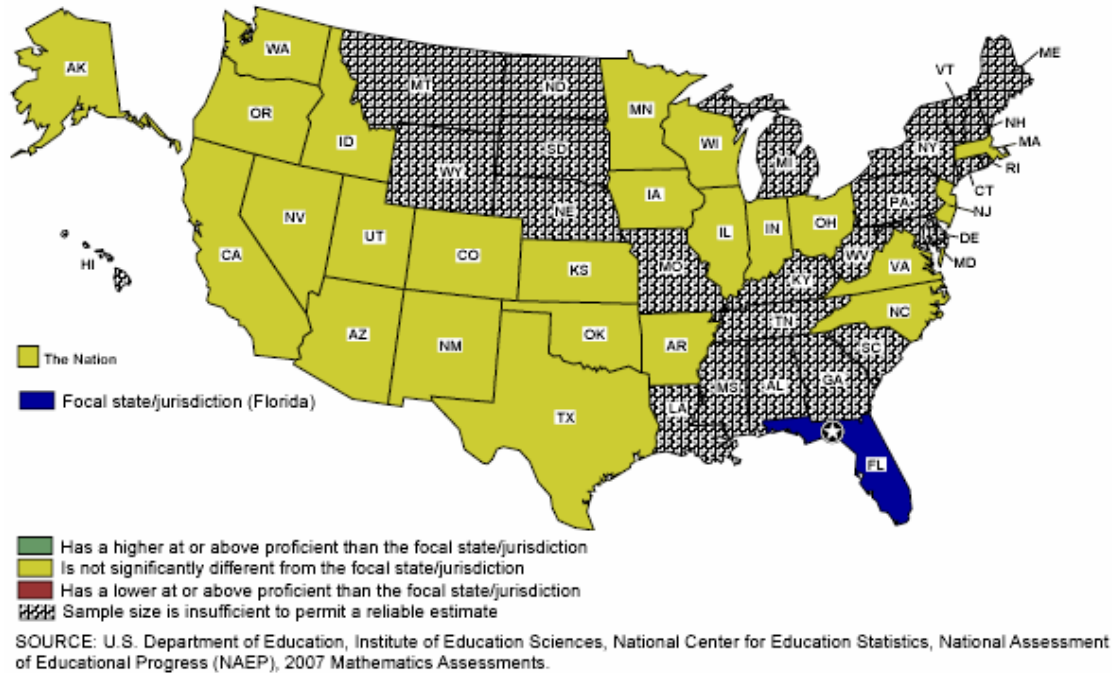 AK
WA
MT
ND
MN
OR
ID
WY
SD
WI
MI
NY
VT
ME
NH
MA
RI
CT
NV
UT
CO
NE
IA
IL
IN
OH
PA
NJ
DE
MD
HI
CA
KS
MO
KY
WV
VA
AZ
NM
OK
AR
TN
NC
SC
TX
LA
MS
AL
GA
FL
The Nation
Focal state/jurisdiction (Florida)
Has a higher at or above proficient than the focal state/jurisdiction
Is not significantly different from the focal state/jurisdiction
Has a lower at or above proficient than the focal state/jurisdiction
Sample size is insufficient to permit a reliable estimate
SOURCE: U.S. Department of Education, Institute of Education Sciences, National Center for Education Statistics, National Assessment
of Educational Progress (NAEP), 2007 Mathematics Assessments.